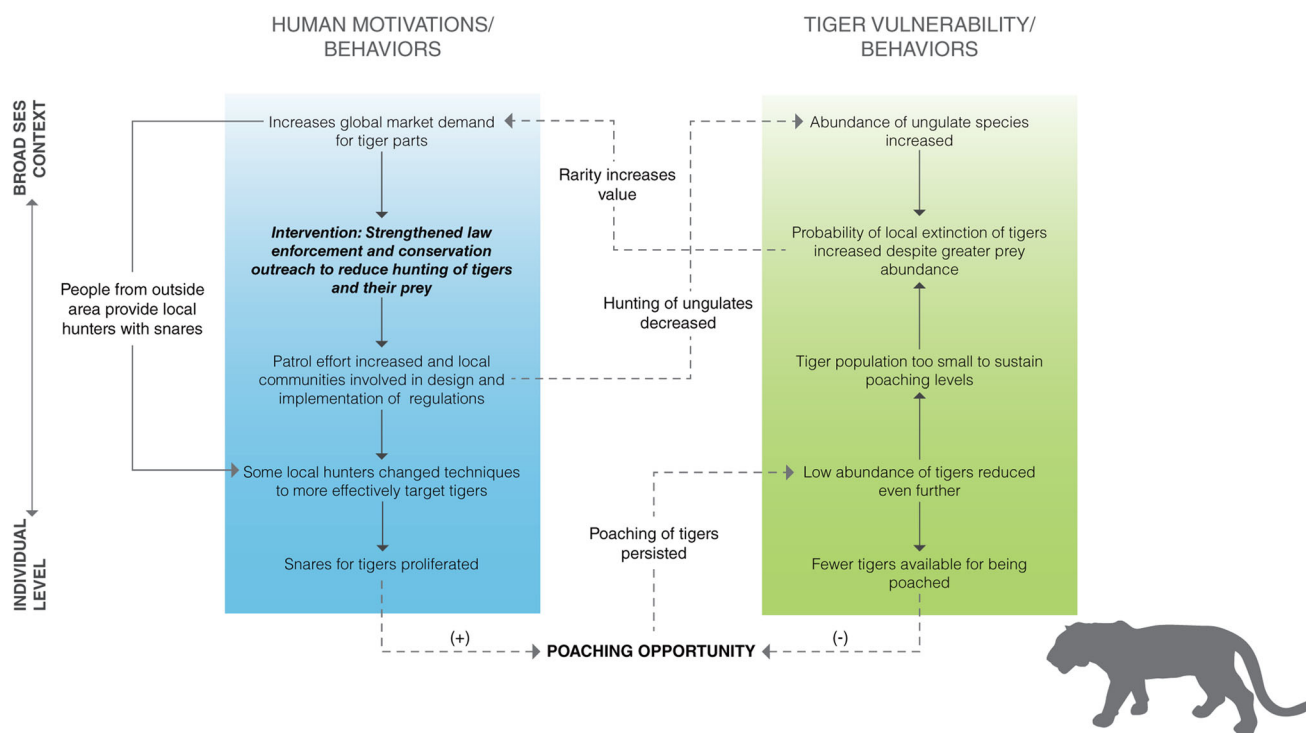 HUMAN MOTIVATIONS/
BEHAVIORS
TIGER VULNERABILITY/
BEHAVIORS
BROAD SES
CONTEXT
INDIVIDUAL
LEVEL
People from outside
area provide local
hunters with snares
Increases global market demand
for tiger parts
Intervention: Strengthened law
enforcement and conservation
outreach to reduce hunting of tigers
and their prey
Patrol effort increased and local
communities involved in design and
implementation of regulations
Some local hunters changed techniques
to more effectively target tigers
Snares for tigers proliferated
Rarity increases
value
Hunting of ungulates
decreased
Poaching of tigers
persisted
Abundance of ungulate species
increased
Probability of local extinction of tigers
increased despite greater prey
abundance
Tiger population too small to sustain
poaching levels
Low abundance of tigers reduced
even further
Fewer tigers available for being
poached
(+)
POACHING OPPORTUNITY
(-)